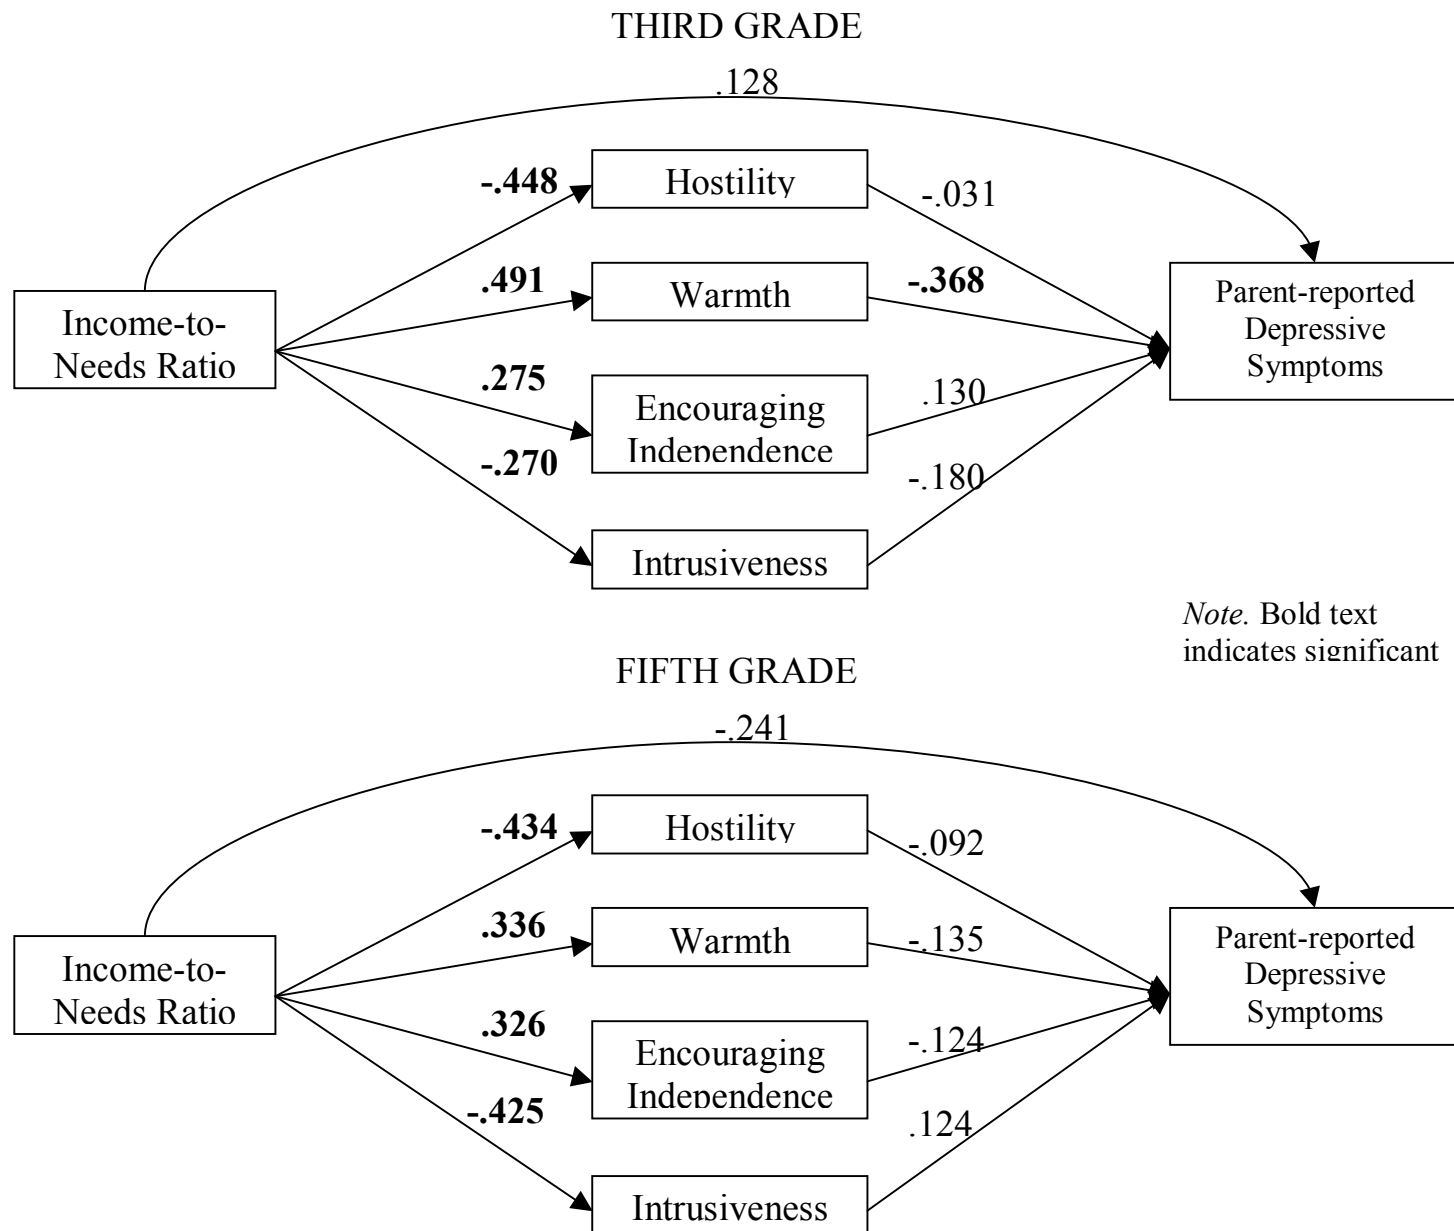 THIRD GRADE
.128
-.448
Hostility
-.031
.491
Warmth
-.368
Income-to-
Needs Ratio
Parent-reported
Depressive
Symptoms
.275
Encouraging
Independence
.130
-.270
Intrusiveness
-.180
Note. Bold text
indicates significant
FIFTH GRADE
-.241
-.434
Hostility
-.092
.336
Warmth
-.135
Income-to-
Needs Ratio
Parent-reported
Depressive
Symptoms
.326
Encouraging
Independence
-.124
-.425
Intrusiveness
.124